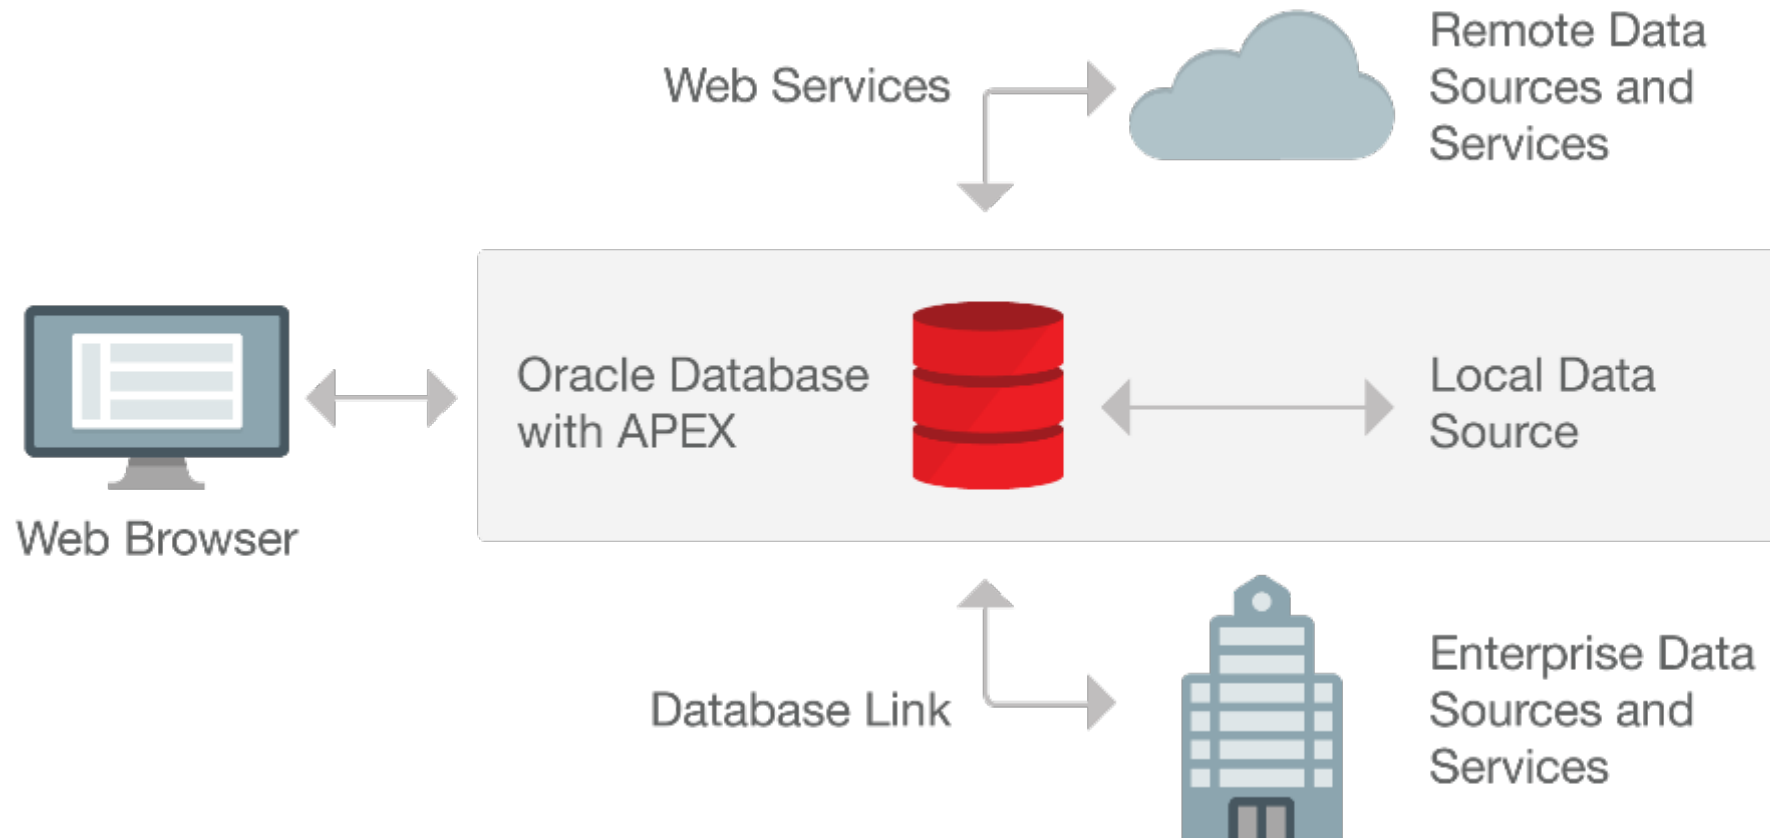 Web Services
Remote Data
Sources and
Services
Web Browser
Oracle Database
with APEX
Local Data
Source
Database Link
Enterprise Data
Sources and
Services